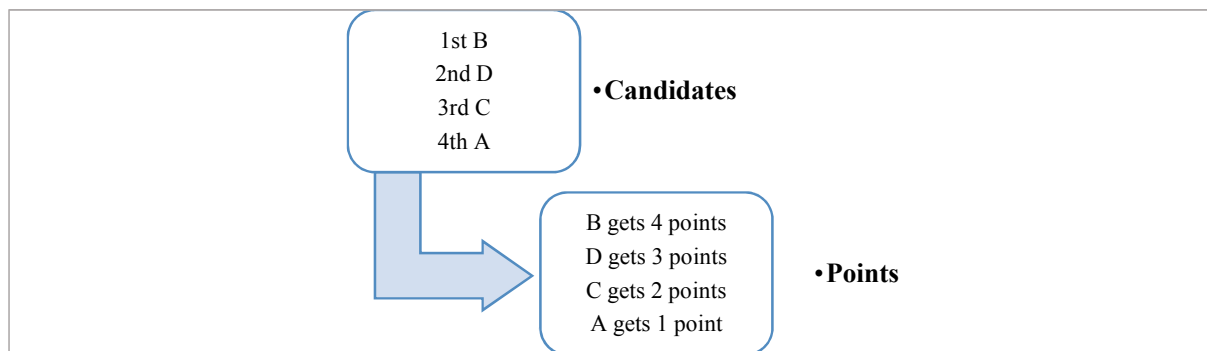 1st B
2nd D
3rd C
4th A
•Candidates
B gets 4 points
D gets 3 points
C gets 2 points
A gets 1 point
•Points